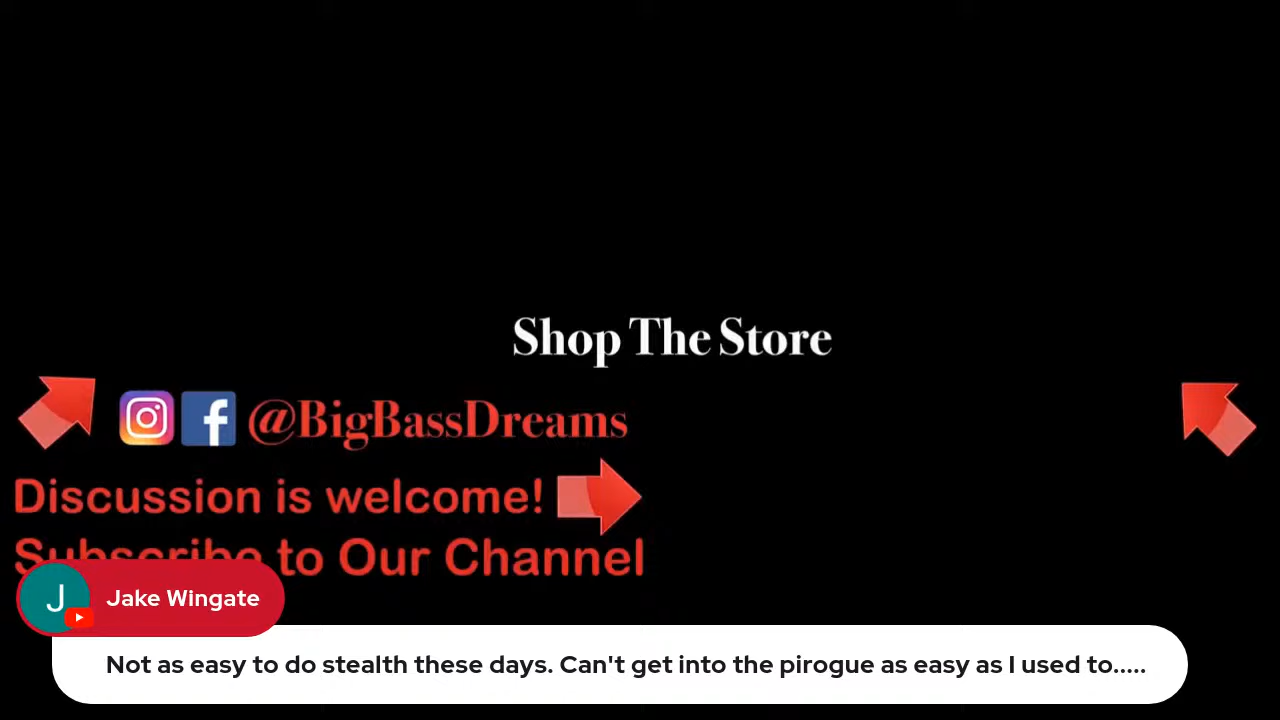 Shop The Store
@BigBassDreams
Discussion is welcome!
Subscribe to Our Channel
J
Jake Wingate
Not as easy to do stealth these days. Can't get into the pirogue as easy as I used to.....